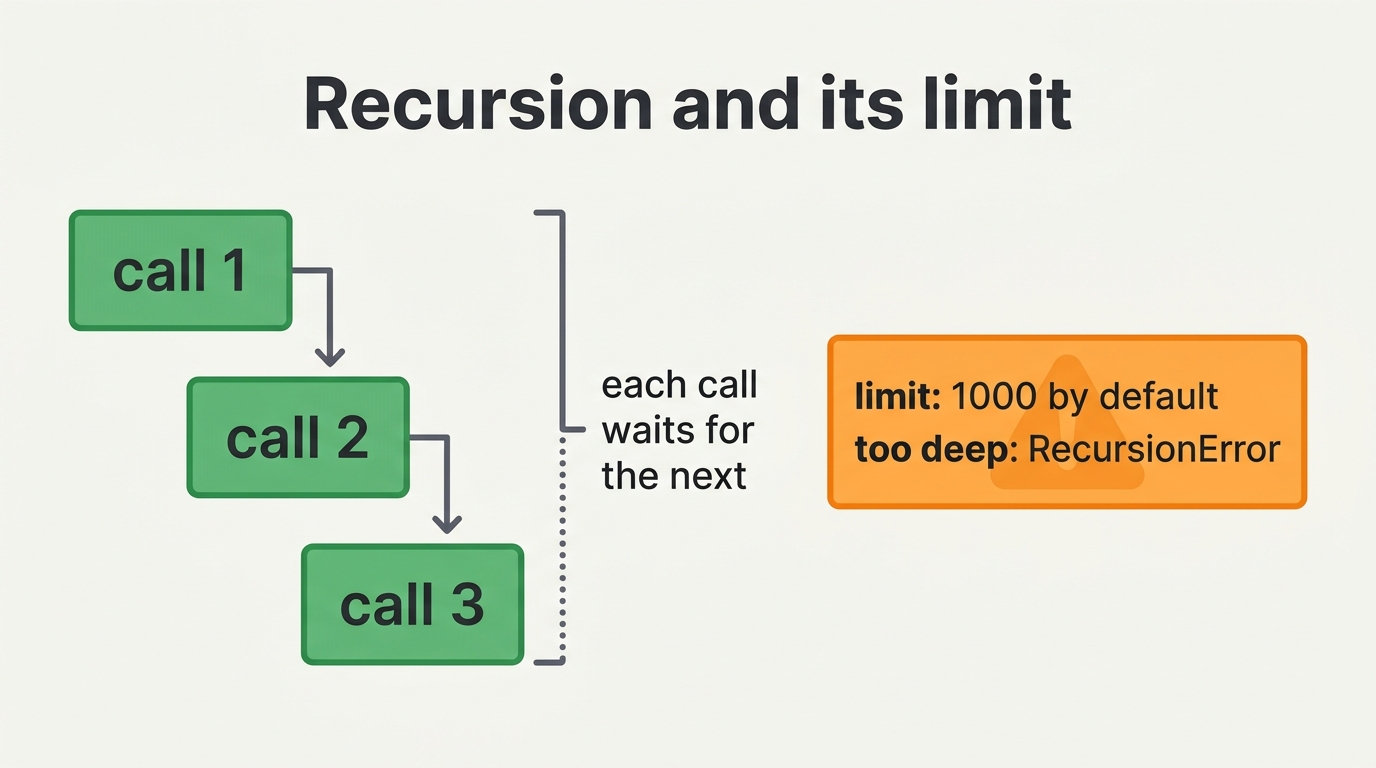 Recursion and its limit
call 1
call 2
call 3
each call
waits for
the next
limit: 1000 by default
too deep: RecursionError